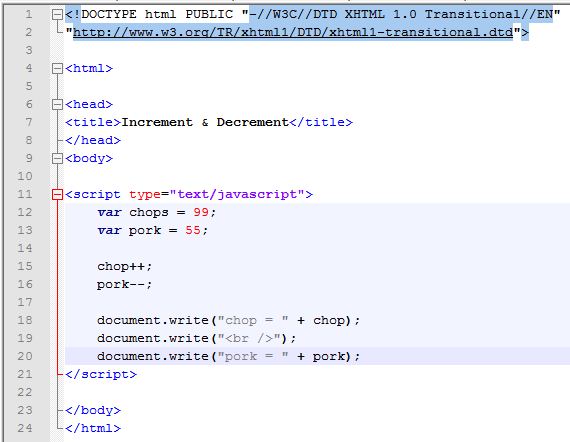 1 <!DOCTYPE html PUBLIC "-//W3C//DTD XHTML 1.0 Transitional//EN"
2 "http://www.w3.org/TR/xhtml1/DTD/xhtml1-transitional.dtd">
3
4 <html>
5
6 <head>
7 <title>Increment & Decrement</title>
8 </head>
9 <body>
10
11 <script type="text/javascript">
12 var chops = 99;
13 var pork = 55;
14
15 chop++;
16 pork--;
17
18 document.write("chop = " + chop);
19 document.write("<br />");
20 document.write("pork = " + pork);
21 </script>
22
23 </body>
24 </html>